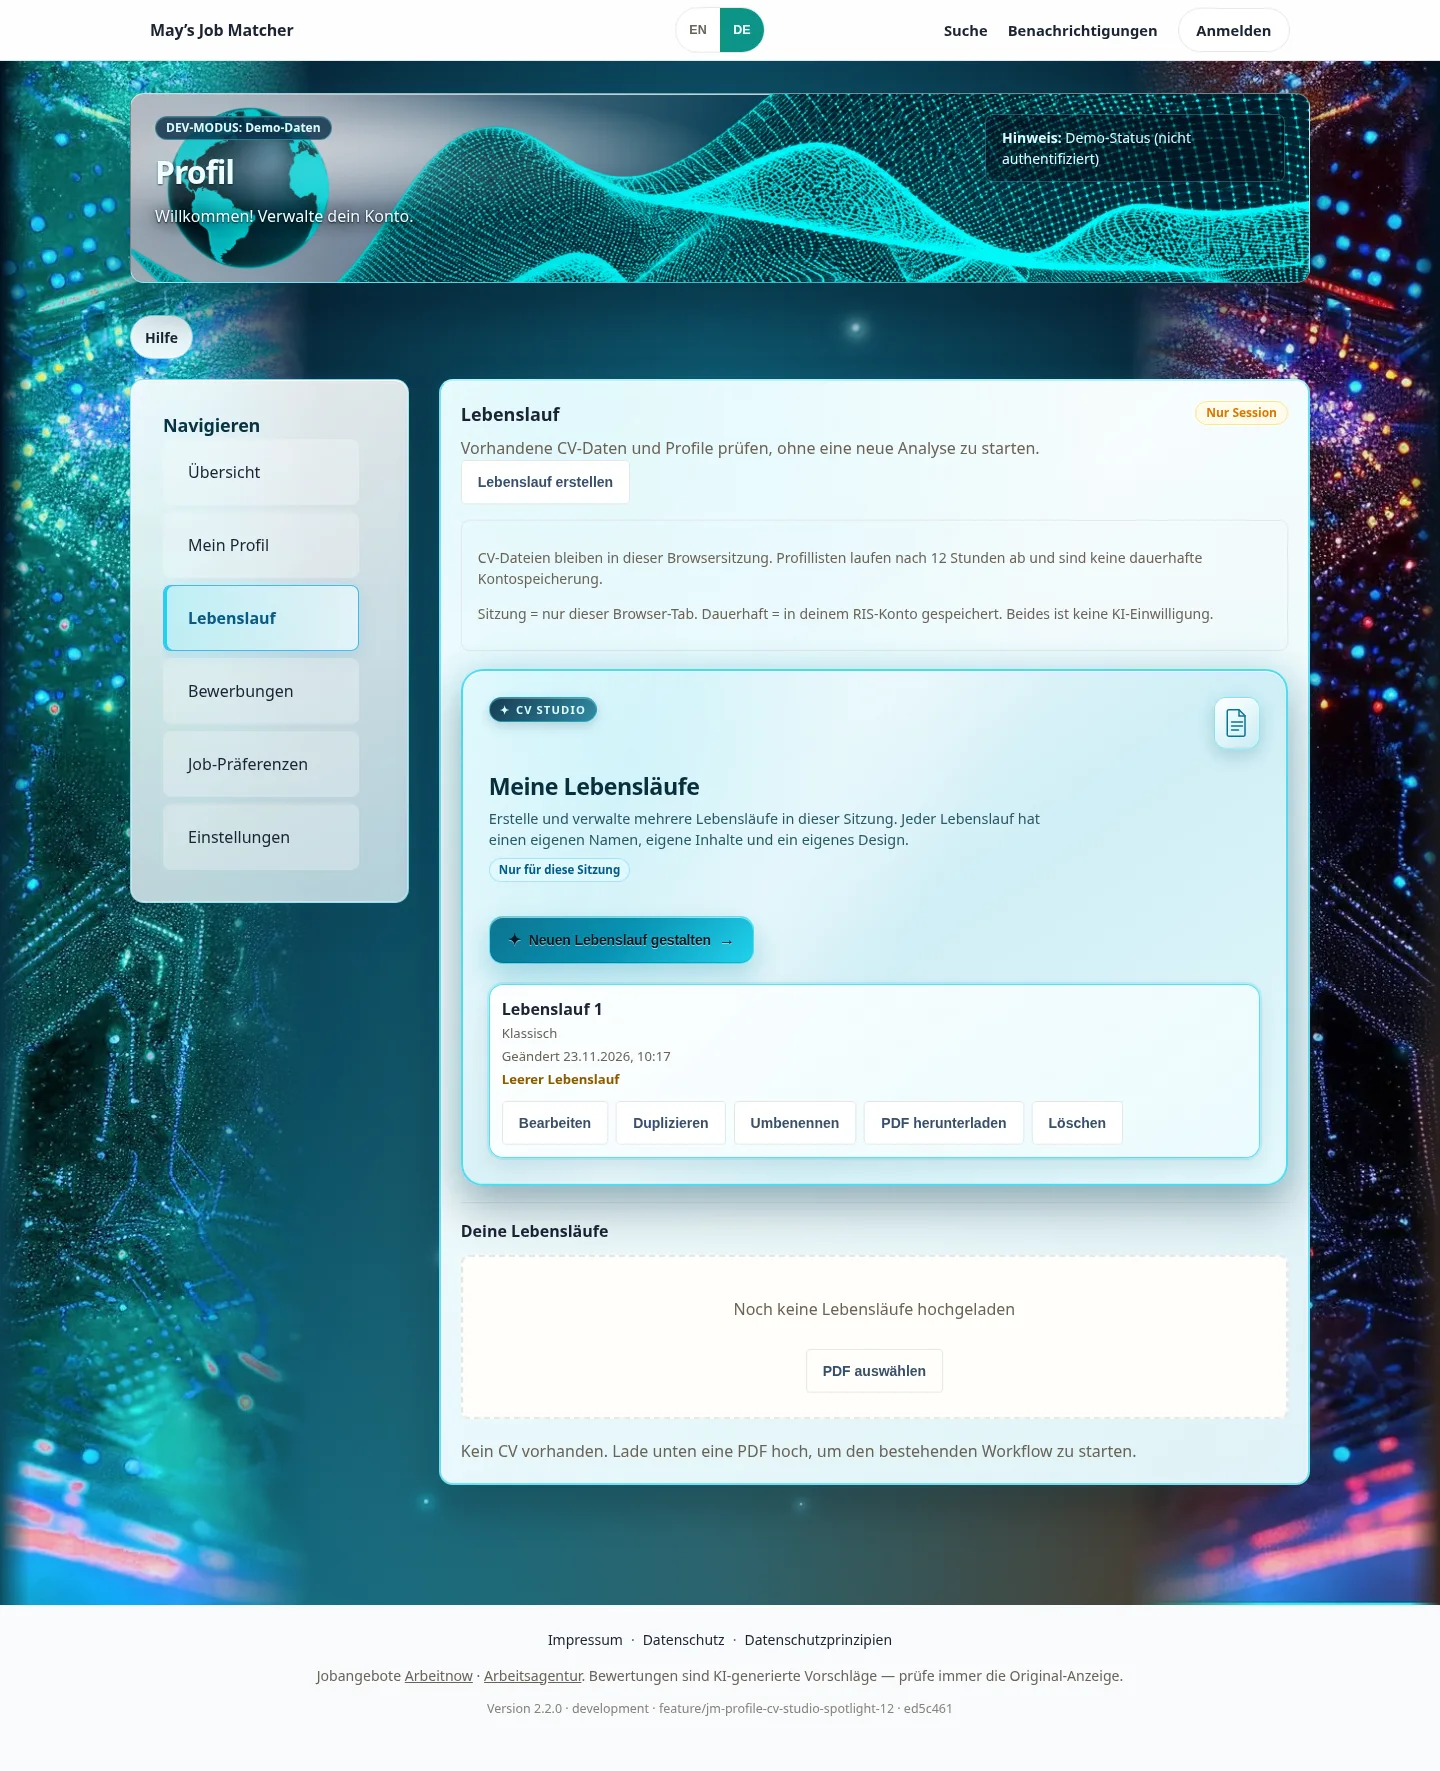 May’s Job Matcher
EN DE
Suche Benachrichtigungen Anmelden
DEV-MODUS: Demo-Daten
Profil
Willkommen! Verwalte dein Konto.
Hinweis: Demo-Status (nicht
authentifiziert)
Hilfe
Navigieren
Übersicht
Mein Profil
Lebenslauf
Bewerbungen
Job-Präferenzen
Einstellungen
Lebenslauf
Nur Session
Vorhandene CV-Daten und Profile prüfen, ohne eine neue Analyse zu starten.
Lebenslauf erstellen
CV-Dateien bleiben in dieser Browsersitzung. Profillisten laufen nach 12 Stunden ab und sind keine dauerhafte
Kontospeicherung.
Sitzung = nur dieser Browser-Tab. Dauerhaft = in deinem RIS-Konto gespeichert. Beides ist keine KI-Einwilligung.
✦ CV STUDIO
Meine Lebensläufe
Erstelle und verwalte mehrere Lebensläufe in dieser Sitzung. Jeder Lebenslauf hat
einen eigenen Namen, eigene Inhalte und ein eigenes Design.
Nur für diese Sitzung
✦ Neuen Lebenslauf gestalten →
Lebenslauf 1
Klassisch
Geändert 23.11.2026, 10:17
Leerer Lebenslauf
Bearbeiten Duplizieren Umbenennen PDF herunterladen Löschen
Deine Lebensläufe
Noch keine Lebensläufe hochgeladen
PDF auswählen
Kein CV vorhanden. Lade unten eine PDF hoch, um den bestehenden Workflow zu starten.
Impressum · Datenschutz · Datenschutzprinzipien
Jobangebote Arbeitnow · Arbeitsagentur. Bewertungen sind KI-generierte Vorschläge — prüfe immer die Original-Anzeige.
Version 2.2.0 · development · feature/jm-profile-cv-studio-spotlight-12 · ed5c461